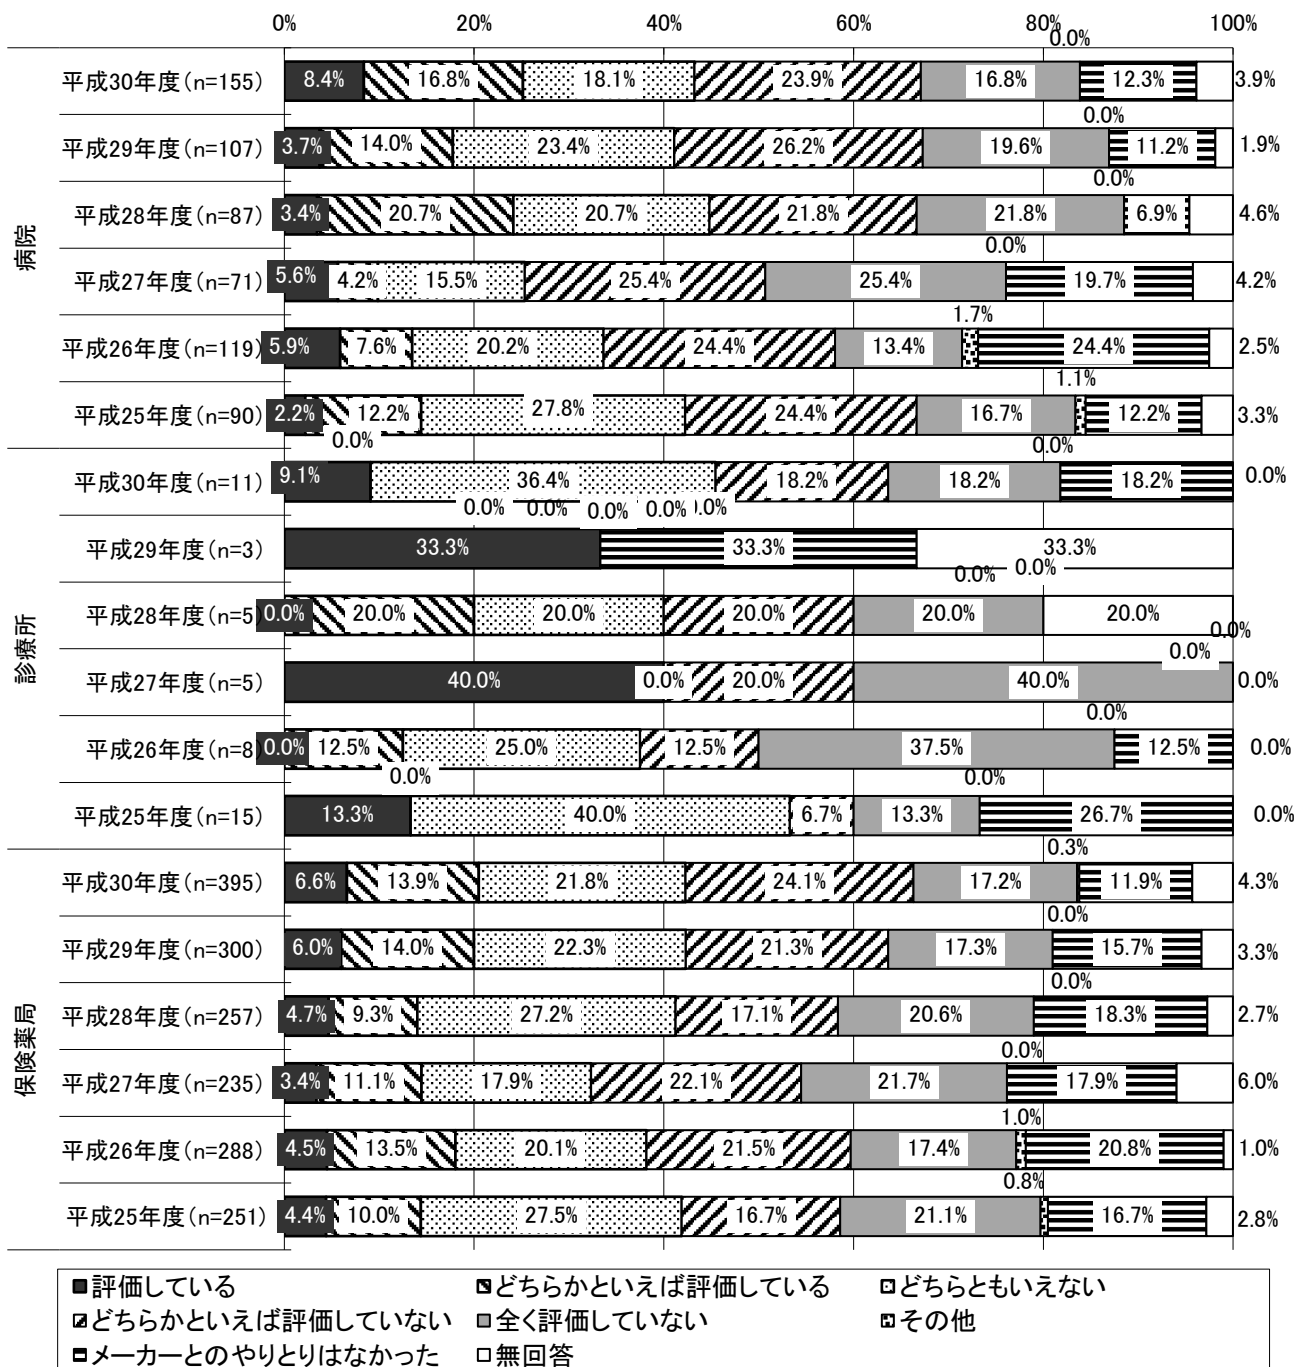 0% 20% 40% 60% 80% 100%
0.0%
病院
平成30年度(n=155) 8.4% 16.8% 18.1% 23.9% 16.8% 12.3% 3.9%
0.0%
平成29年度(n=107) 3.7% 14.0% 23.4% 26.2% 19.6% 11.2% 1.9%
0.0%
平成28年度(n=87) 3.4% 20.7% 20.7% 21.8% 21.8% 6.9% 4.6%
0.0%
平成27年度(n=71) 5.6% 4.2% 15.5% 25.4% 25.4% 19.7% 4.2%
1.7%
平成26年度(n=119) 5.9% 7.6% 20.2% 24.4% 13.4% 24.4% 2.5%
1.1%
平成25年度(n=90) 2.2% 12.2% 27.8% 24.4% 16.7% 12.2% 3.3%
0.0% 0.0%
診療所
平成30年度(n=11) 9.1% 36.4% 18.2% 18.2% 18.2% 0.0%
0.0% 0.0% 0.0% 0.0% 0.0%
平成29年度(n=3) 33.3% 33.3% 33.3%
0.0% 0.0%
平成28年度(n=5) 0.0% 20.0% 20.0% 20.0% 20.0% 20.0%
0.0%
0.0%
平成27年度(n=5) 40.0% 0.0% 20.0% 40.0% 0.0%
0.0%
平成26年度(n=8) 0.0% 12.5% 25.0% 12.5% 37.5% 12.5% 0.0%
0.0% 0.0%
平成25年度(n=15) 13.3% 40.0% 6.7% 13.3% 26.7% 0.0%
0.3%
保険薬局
平成30年度(n=395) 6.6% 13.9% 21.8% 24.1% 17.2% 11.9% 4.3%
0.0%
平成29年度(n=300) 6.0% 14.0% 22.3% 21.3% 17.3% 15.7% 3.3%
0.0%
平成28年度(n=257) 4.7% 9.3% 27.2% 17.1% 20.6% 18.3% 2.7%
0.0%
平成27年度(n=235) 3.4% 11.1% 17.9% 22.1% 21.7% 17.9% 6.0%
1.0%
平成26年度(n=288) 4.5% 13.5% 20.1% 21.5% 17.4% 20.8% 1.0%
0.8%
平成25年度(n=251) 4.4% 10.0% 27.5% 16.7% 21.1% 16.7% 2.8%
評価している どちらかといえば評価している どちらともいえない
どちらかといえば評価していない 全く評価していない その他
メーカーとのやりとりはなかった 無回答